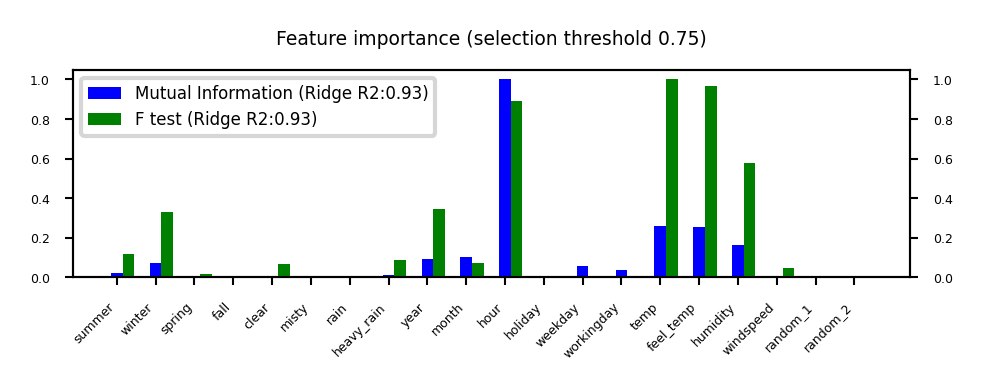 Feature importance (selection threshold 0.75)
Mutual Information (Ridge R2:0.93)
F test (Ridge R2:0.93)
1.0
0.8
0.6
0.4
0.2
0.0
1.0
0.8
0.6
0.4
0.2
0.0
summer
winter
spring
fall
clear
misty
rain
heavy_rain
year
month
hour
holiday
weekday
workingday
temp
feel_temp
humidity
windspeed
random_1
random_2